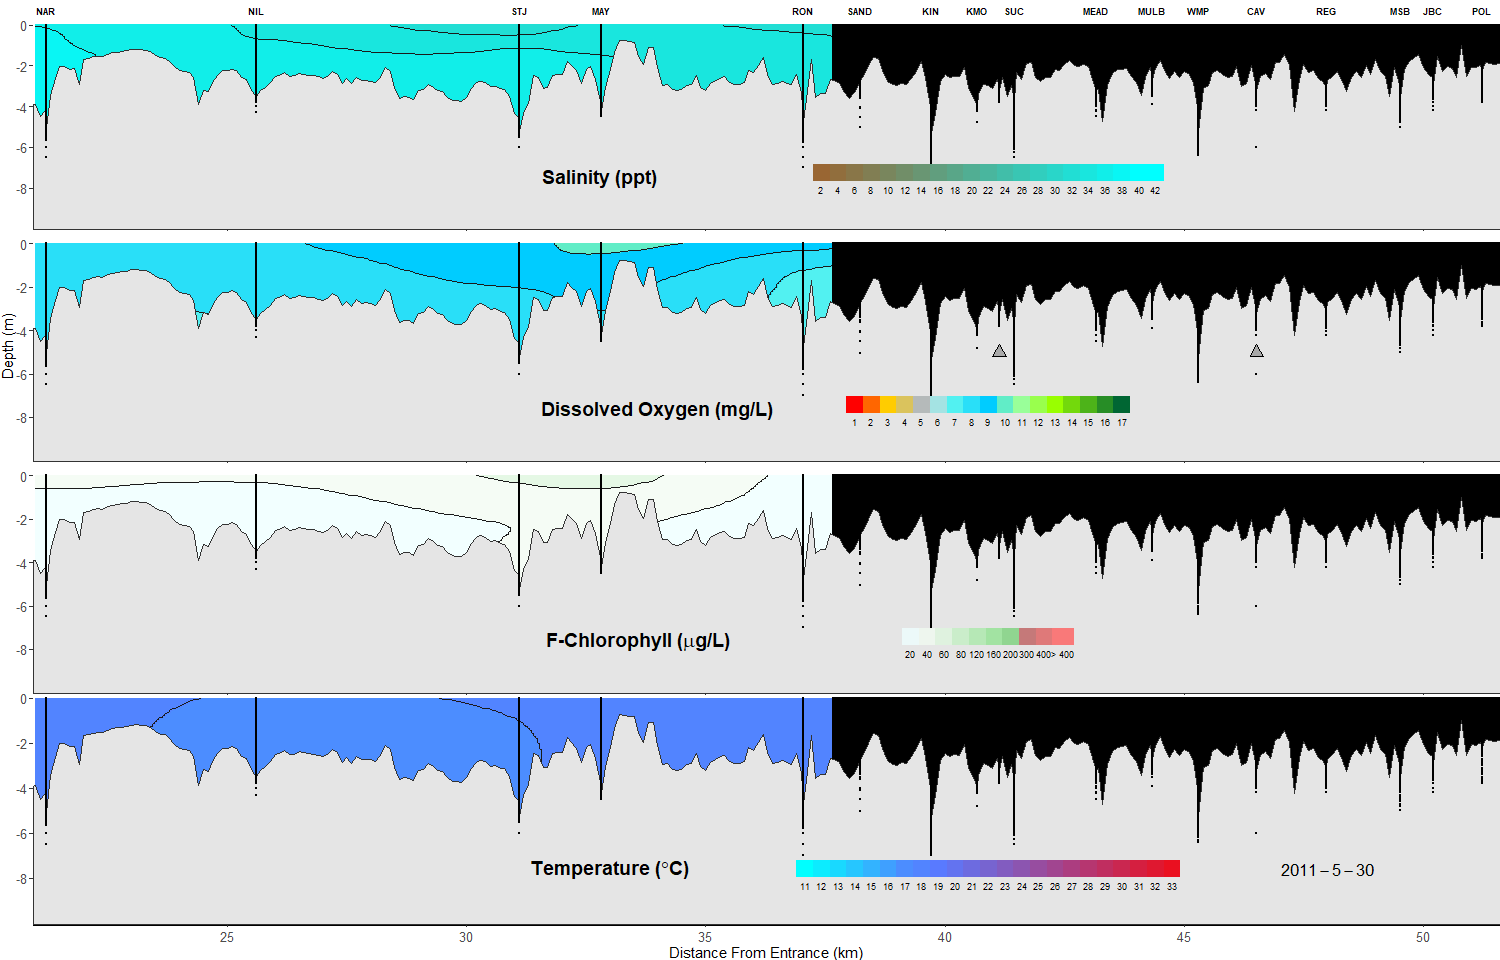 NAR NIL STJ MAY RON SAND KIN KMO SUC MEAD MULB WMP CAV REG MSB JBC POL
0
-2
-4
-6
-8
Salinity (ppt)
2 4 6 8 10 12 14 16 18 20 22 24 26 28 30 32 34 36 38 40 42
0
-2
-4
-6
-8
Dissolved Oxygen (mg/L)
1 2 3 4 5 6 7 8 9 10 11 12 13 14 15 16 17
Depth (m)
0
-2
-4
-6
-8
F-Chlorophyll (μg/L)
20 40 60 80 120 160 200 300 400 > 400
0
-2
-4
-6
-8
Temperature (°C)
11 12 13 14 15 16 17 18 19 20 21 22 23 24 25 26 27 28 29 30 31 32 33
2011 – 5 – 30
25 30 35 40 45 50
Distance From Entrance (km)